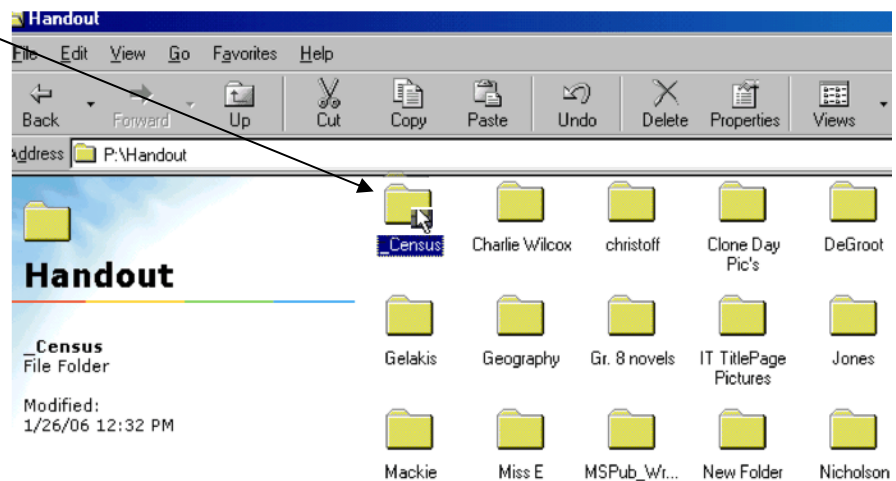 Handout
File Edit View Go Favorites Help
Back Forward Up Cut Copy Paste Undo Delete Properties Views
Address P:\Handout
Handout
_Census
File Folder
Modified:
1/26/06 12:32 PM
_Census Charlie Wilcox christoff Clone Day DeGroot
Pic's
Gelakis Geography Gr. 8 novels IT TitlePage Jones
Pictures
Mackie Miss E MSPub_Wr... New Folder Nicholson